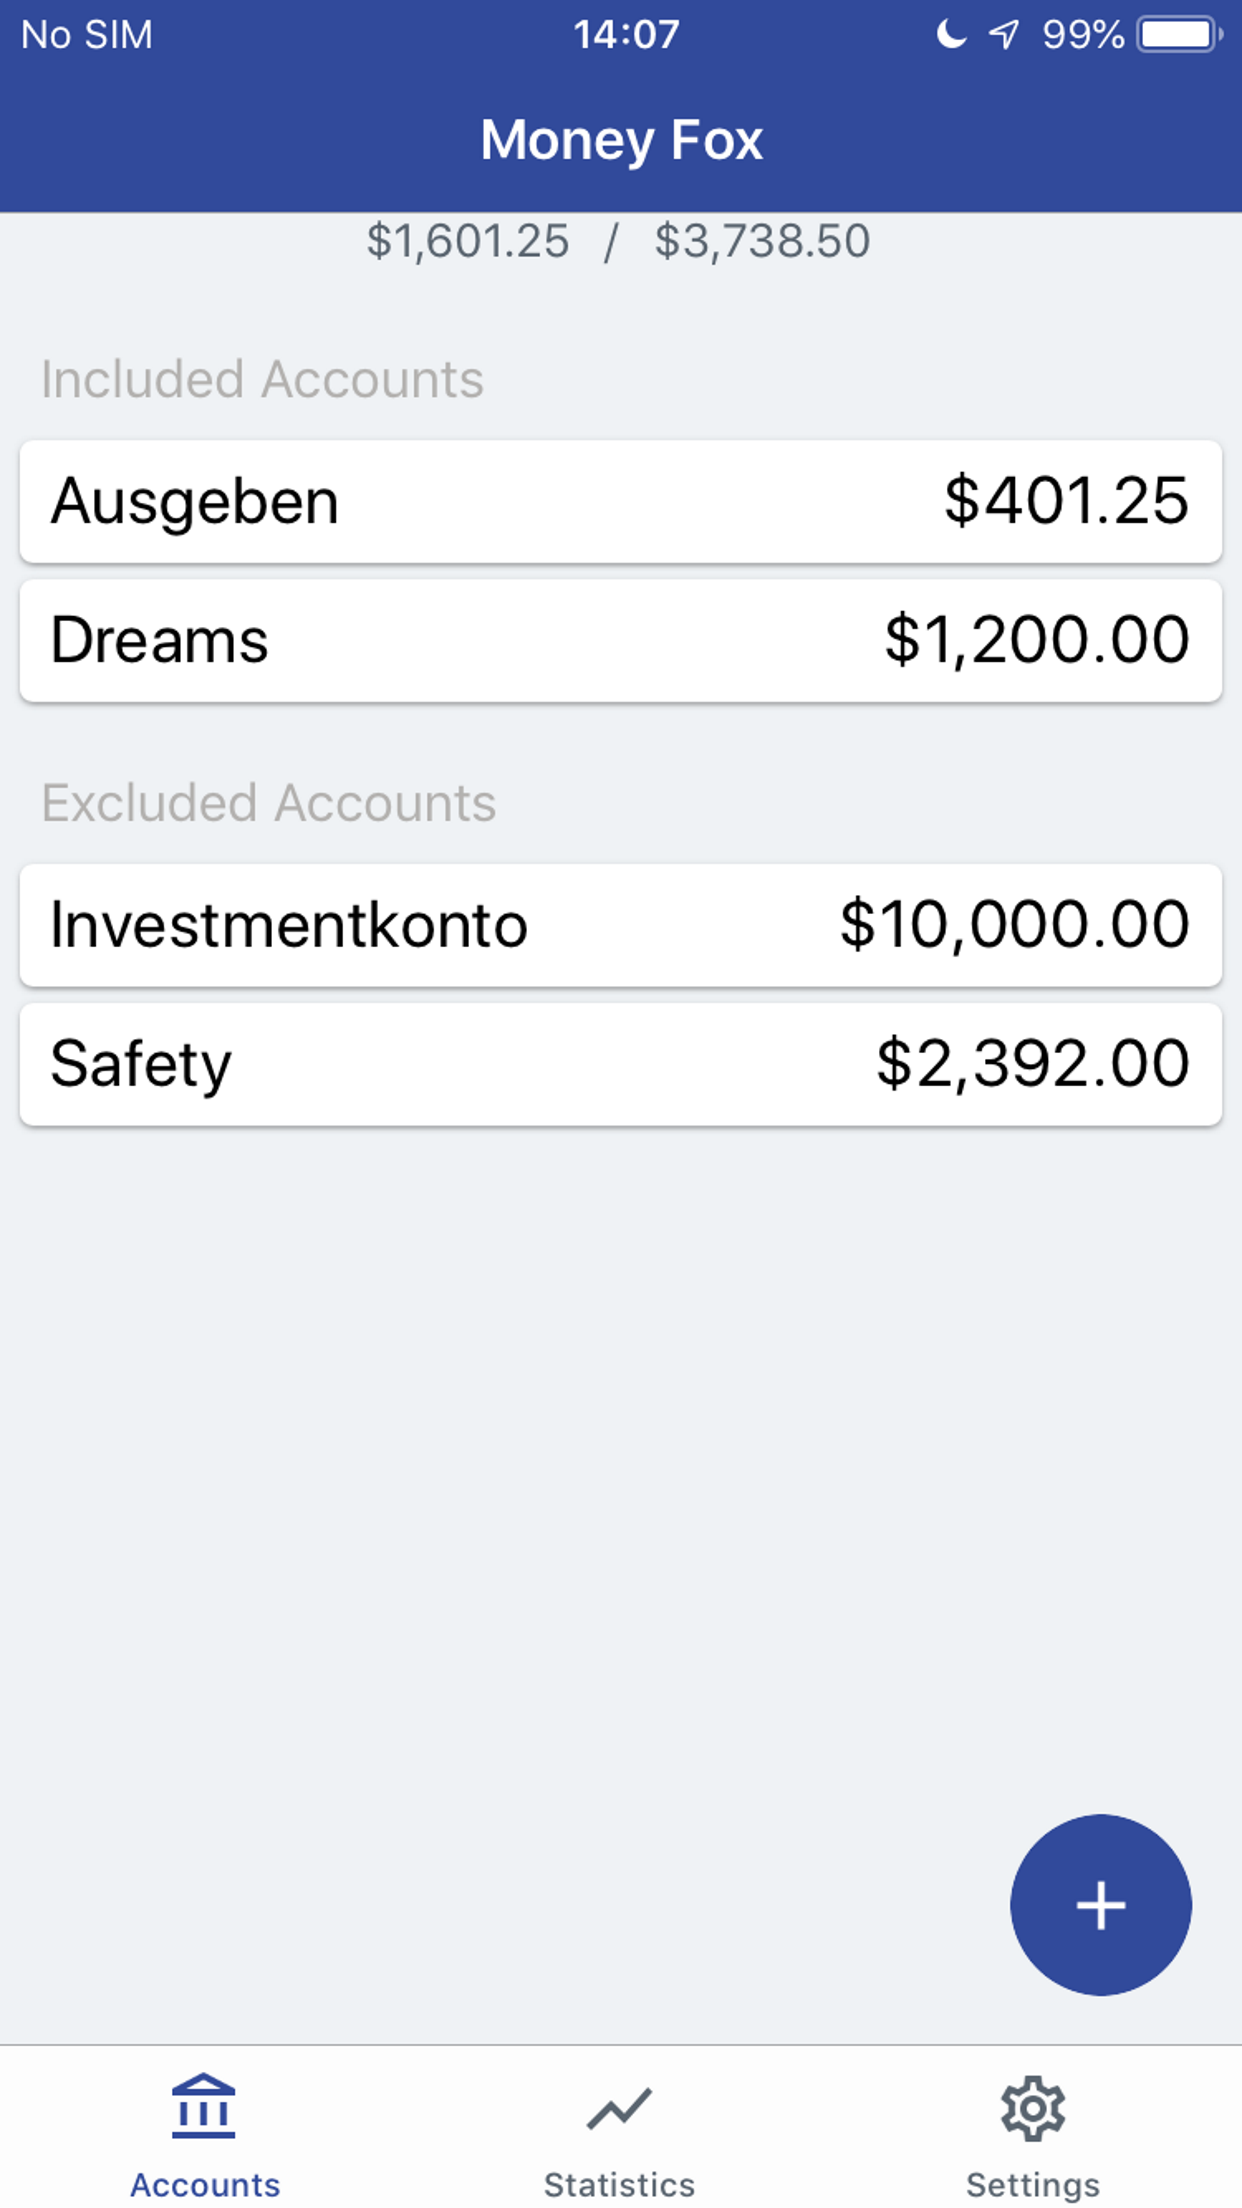 No SIM 14:07 99%
Money Fox
$1,601.25 / $3,738.50
Included Accounts
Ausgeben $401.25
Dreams $1,200.00
Excluded Accounts
Investmentkonto $10,000.00
Safety $2,392.00
+
Accounts Statistics Settings